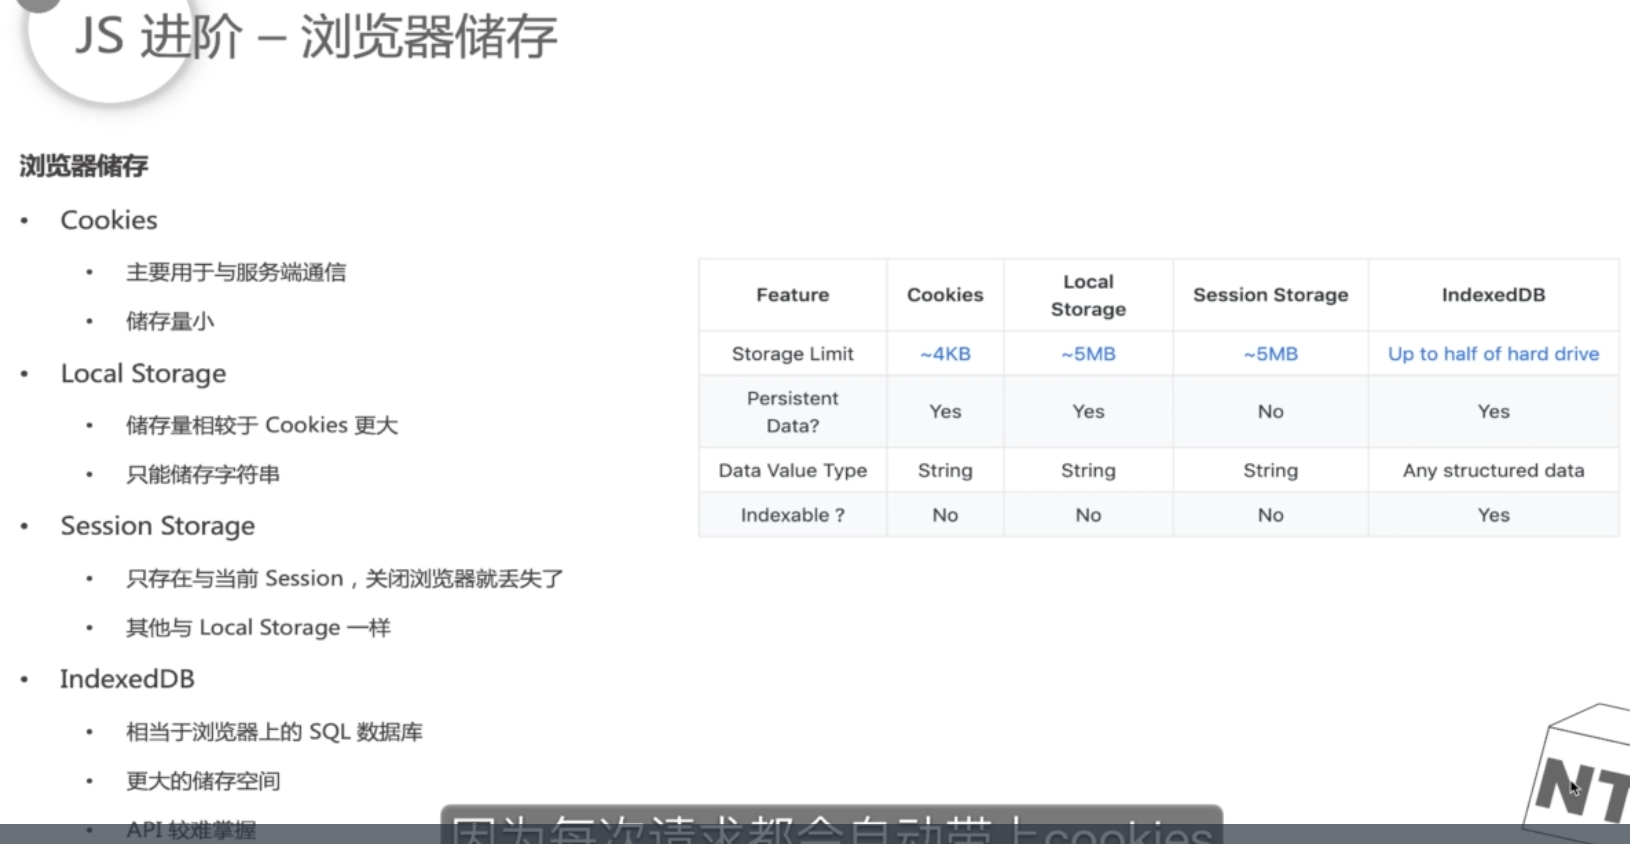 JS 进阶 – 浏览器储存
浏览器储存
• Cookies
• 主要用于与服务端通信
• 储存量小
• Local Storage
• 储存量相较于 Cookies 更大
• 只能储存字符串
• Session Storage
• 只存在与当前 Session，关闭浏览器就丢失了
• 其他与 Local Storage 一样
• IndexedDB
• 相当于浏览器上的 SQL 数据库
• 更大的储存空间
• API 较难掌握
Feature Cookies Local Storage Session Storage IndexedDB
Storage Limit ~4KB ~5MB ~5MB Up to half of hard drive
Persistent Data? Yes Yes No Yes
Data Value Type String String String Any structured data
Indexable ? No No No Yes
NT
因为每次请求都会自动带上cookies